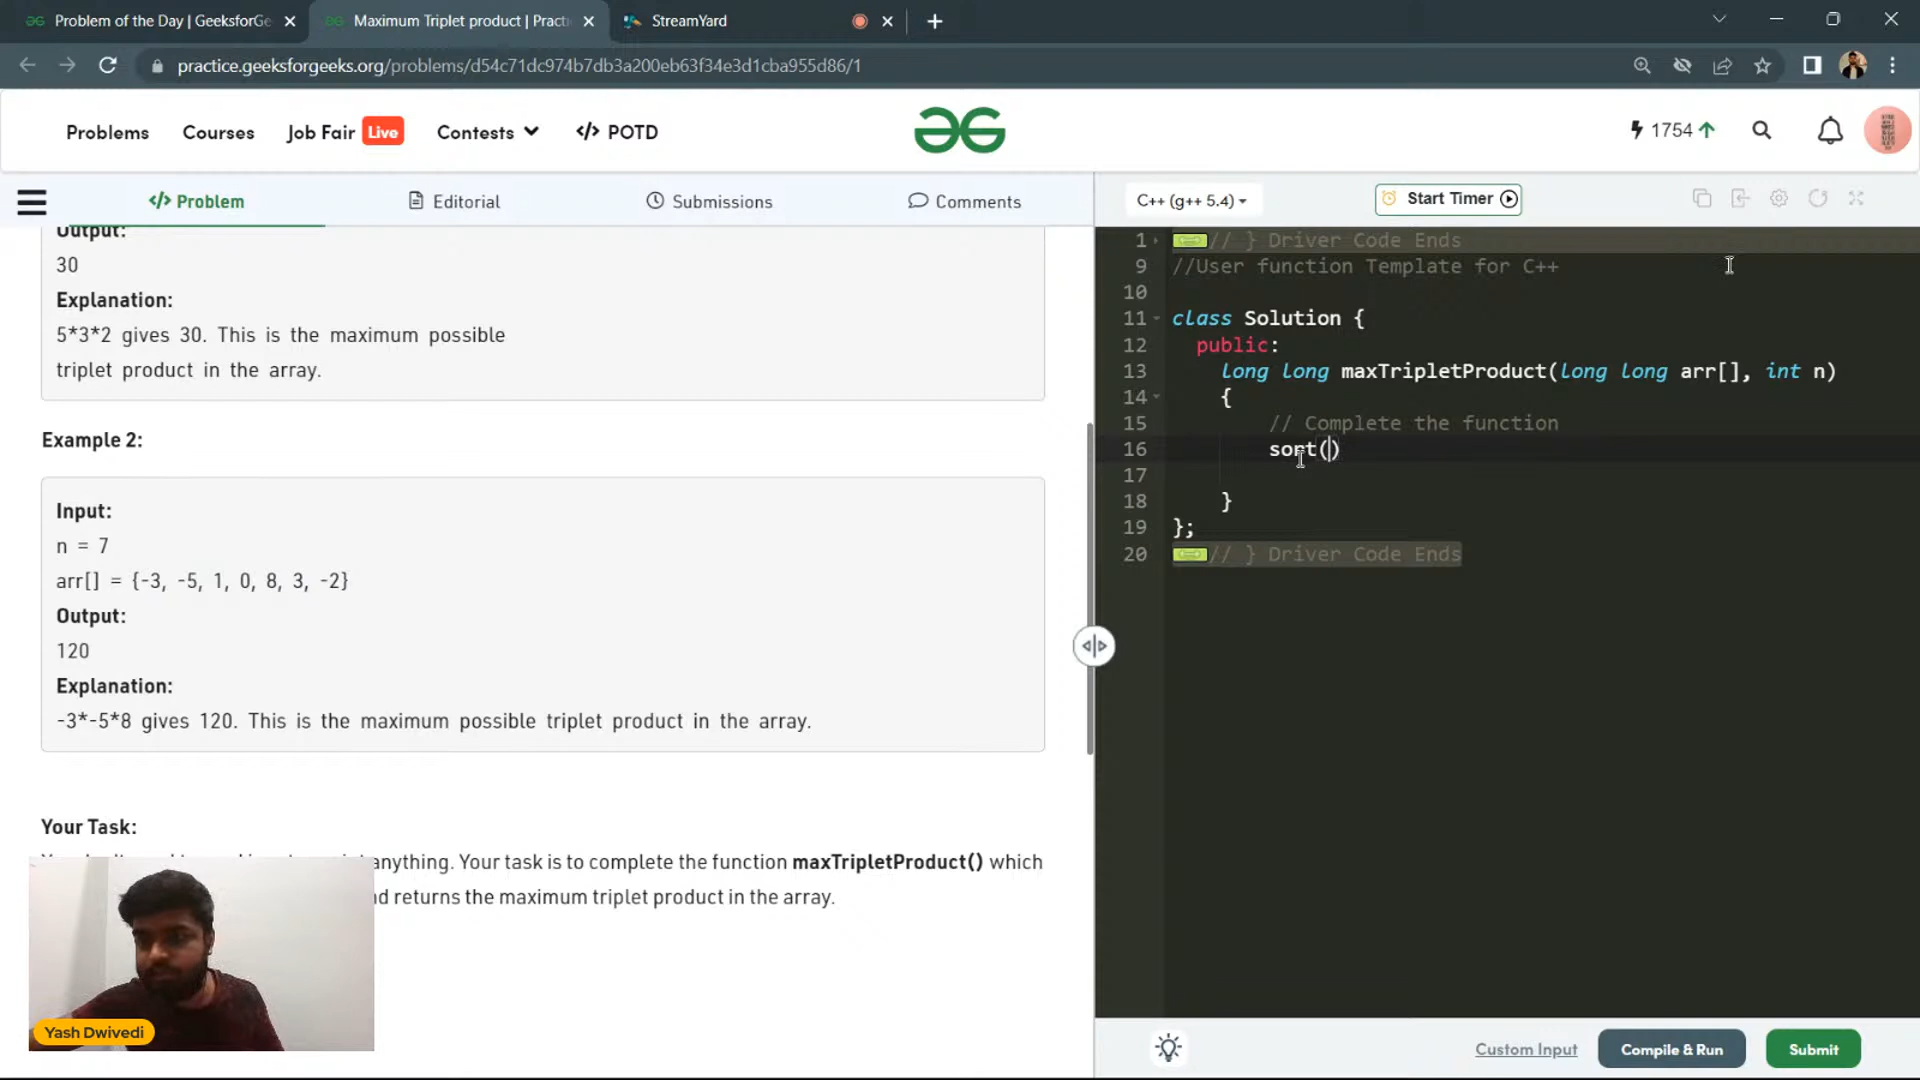 Problem of the Day | GeeksforGe
Maximum Triplet product | Practi
StreamYard
practice.geeksforgeeks.org/problems/d54c71dc974b7db3a200eb63f34e3d1cba955d86/1
Problems
Courses
Job Fair
Live
Contests
</> POTD
1754
</> Problem
Editorial
Submissions
Comments
C++ (g++ 5.4)
Start Timer
Output:
30
Explanation:
5*3*2 gives 30. This is the maximum possible
triplet product in the array.
Example 2:
Input:
n = 7
arr[] = {-3, -5, 1, 0, 8, 3, -2}
Output:
120
Explanation:
-3*-5*8 gives 120. This is the maximum possible triplet product in the array.
Your Task:
anything. Your task is to complete the function maxTripletProduct() which
nd returns the maximum triplet product in the array.
Yash Dwivedi
1 // } Driver Code Ends
9 //User function Template for C++
10
11 class Solution {
12 public:
13 long long maxTripletProduct(long long arr[], int n)
14 {
15 // Complete the function
16 sort()
17
18 }
19 };
20 // } Driver Code Ends
Custom Input
Compile & Run
Submit